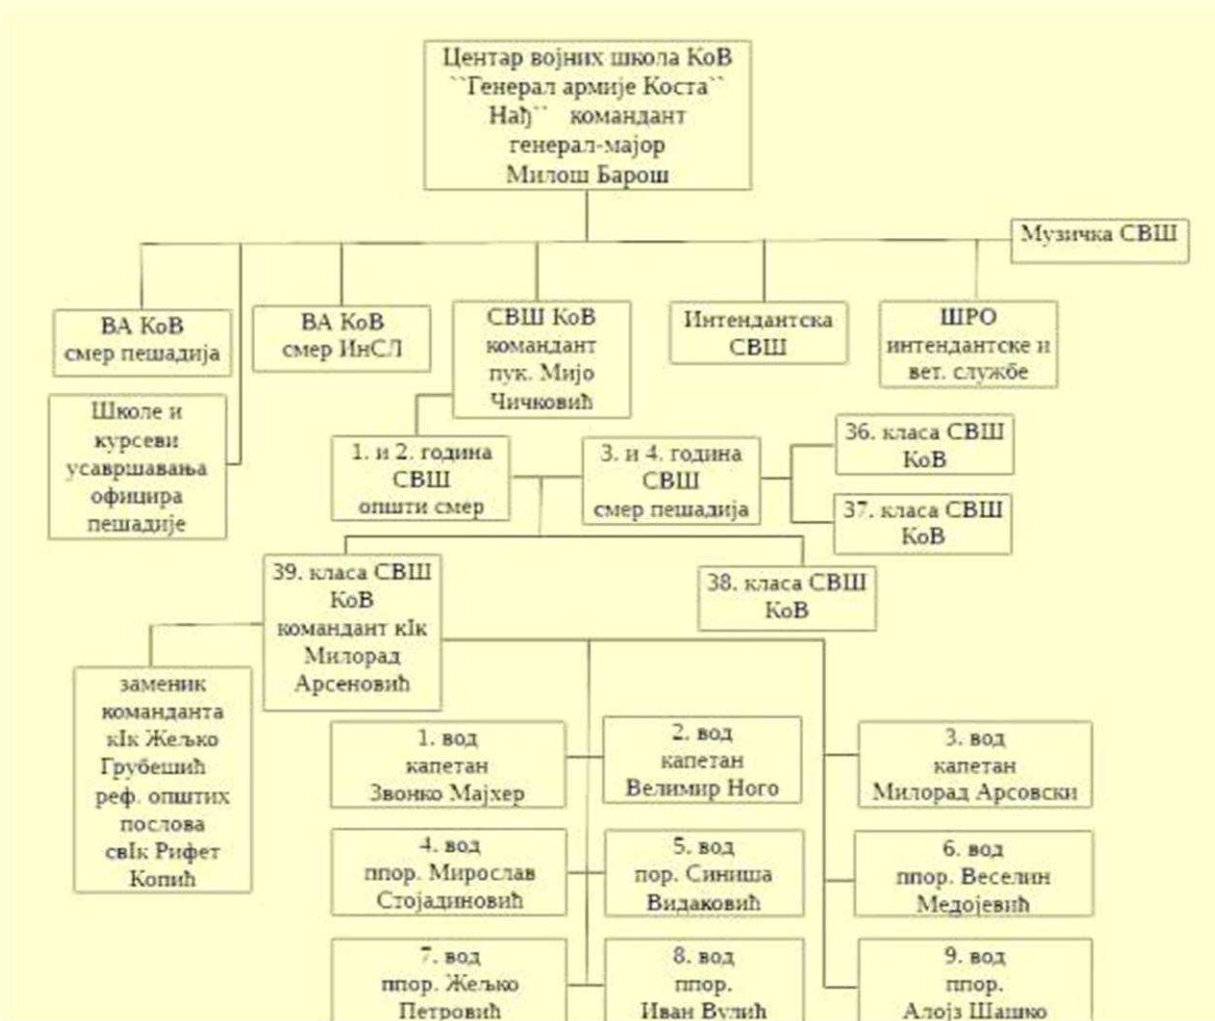 Центар војних школа КоВ
``Генерал армије Коста``
Нађ`` командант
генерал-мајор
Милош Барош
Музичка СВШ
ВА КоВ
смер пешадија
ВА КоВ
смер ИнСЛ
СВШ КоВ
командант
пук. Мијо
Чичковић
Интендантска
СВШ
ШРО
интендантске и
вет. службе
Школе и
курсеви
усавршавања
официра
пешадије
1. и 2. година
СВШ
општи смер
3. и 4. година
СВШ
смер пешадија
36. класа СВШ
КоВ
37. класа СВШ
КоВ
39. класа СВШ
КоВ
командант кIк
Милорад
Арсеновић
38. класа СВШ
КоВ
заменик
команданта
кIк Жељко
Грубешић
реф. општих
послова
свIк Рифет
Копић
1. вод
капетан
Звонко Мајхер
2. вод
капетан
Велимир Ного
3. вод
капетан
Милорад Арсовски
4. вод
ппор. Мирослав
Стојадиновић
5. вод
пор. Синиша
Видаковић
6. вод
ппор. Веселин
Медојевић
7. вод
ппор. Жељко
Петровић
8. вод
ппор.
Иван Вулић
9. вод
ппор.
Алојз Шашко